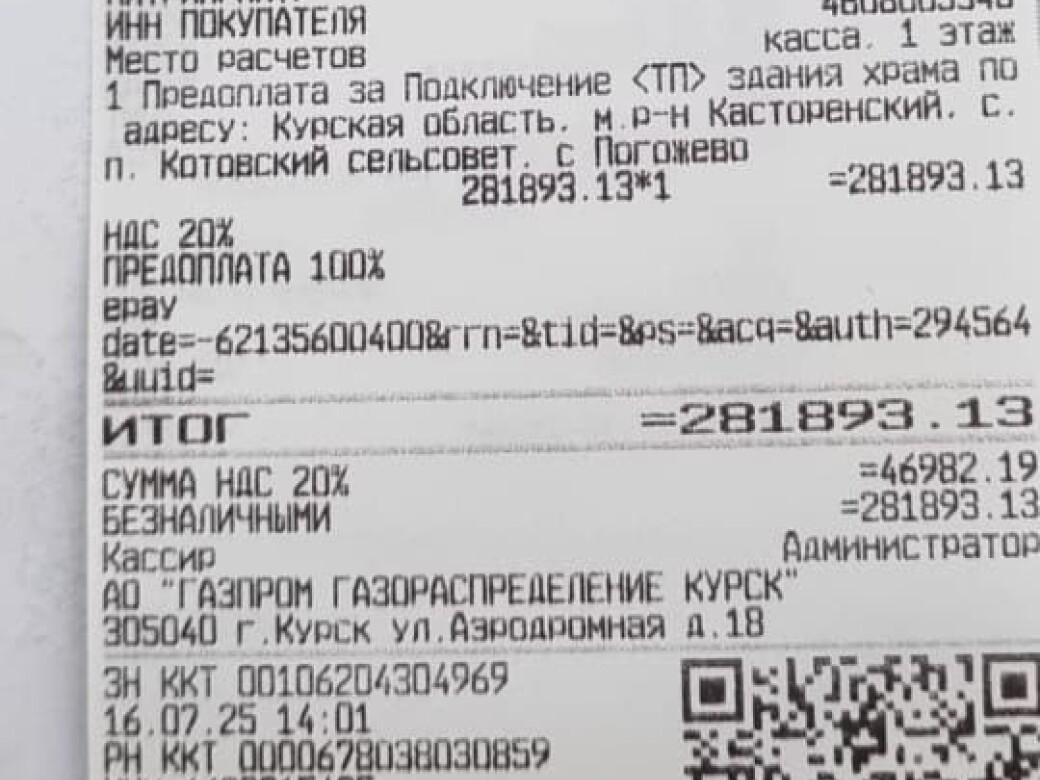 ИНН ПОКУПАТЕЛЯ
Место расчетов касса. 1 этаж
1 Предоплата за Подключение <ТП> здания храма по
адресу: Курская область. м.р-н Касторенский. с.
п. Котовский сельсовет. с Погожево
281893.13*1 =281893.13
НДС 20%
ПРЕДОПЛАТА 100%
epay
date=-62135600400&rrn=&tid=&ps=&acq=&auth=294564
&uuid=
ИТОГ =281893.13
СУММА НДС 20% =46982.19
БЕЗНАЛИЧНЫМИ =281893.13
Кассир Администратор
АО "ГАЗПРОМ ГАЗОРАСПРЕДЕЛЕНИЕ КУРСК"
305040 г.Курск ул.Аэродромная д.18
ЗН ККТ 00106204304969
16.07.25 14:01
РН ККТ 0000678038030859